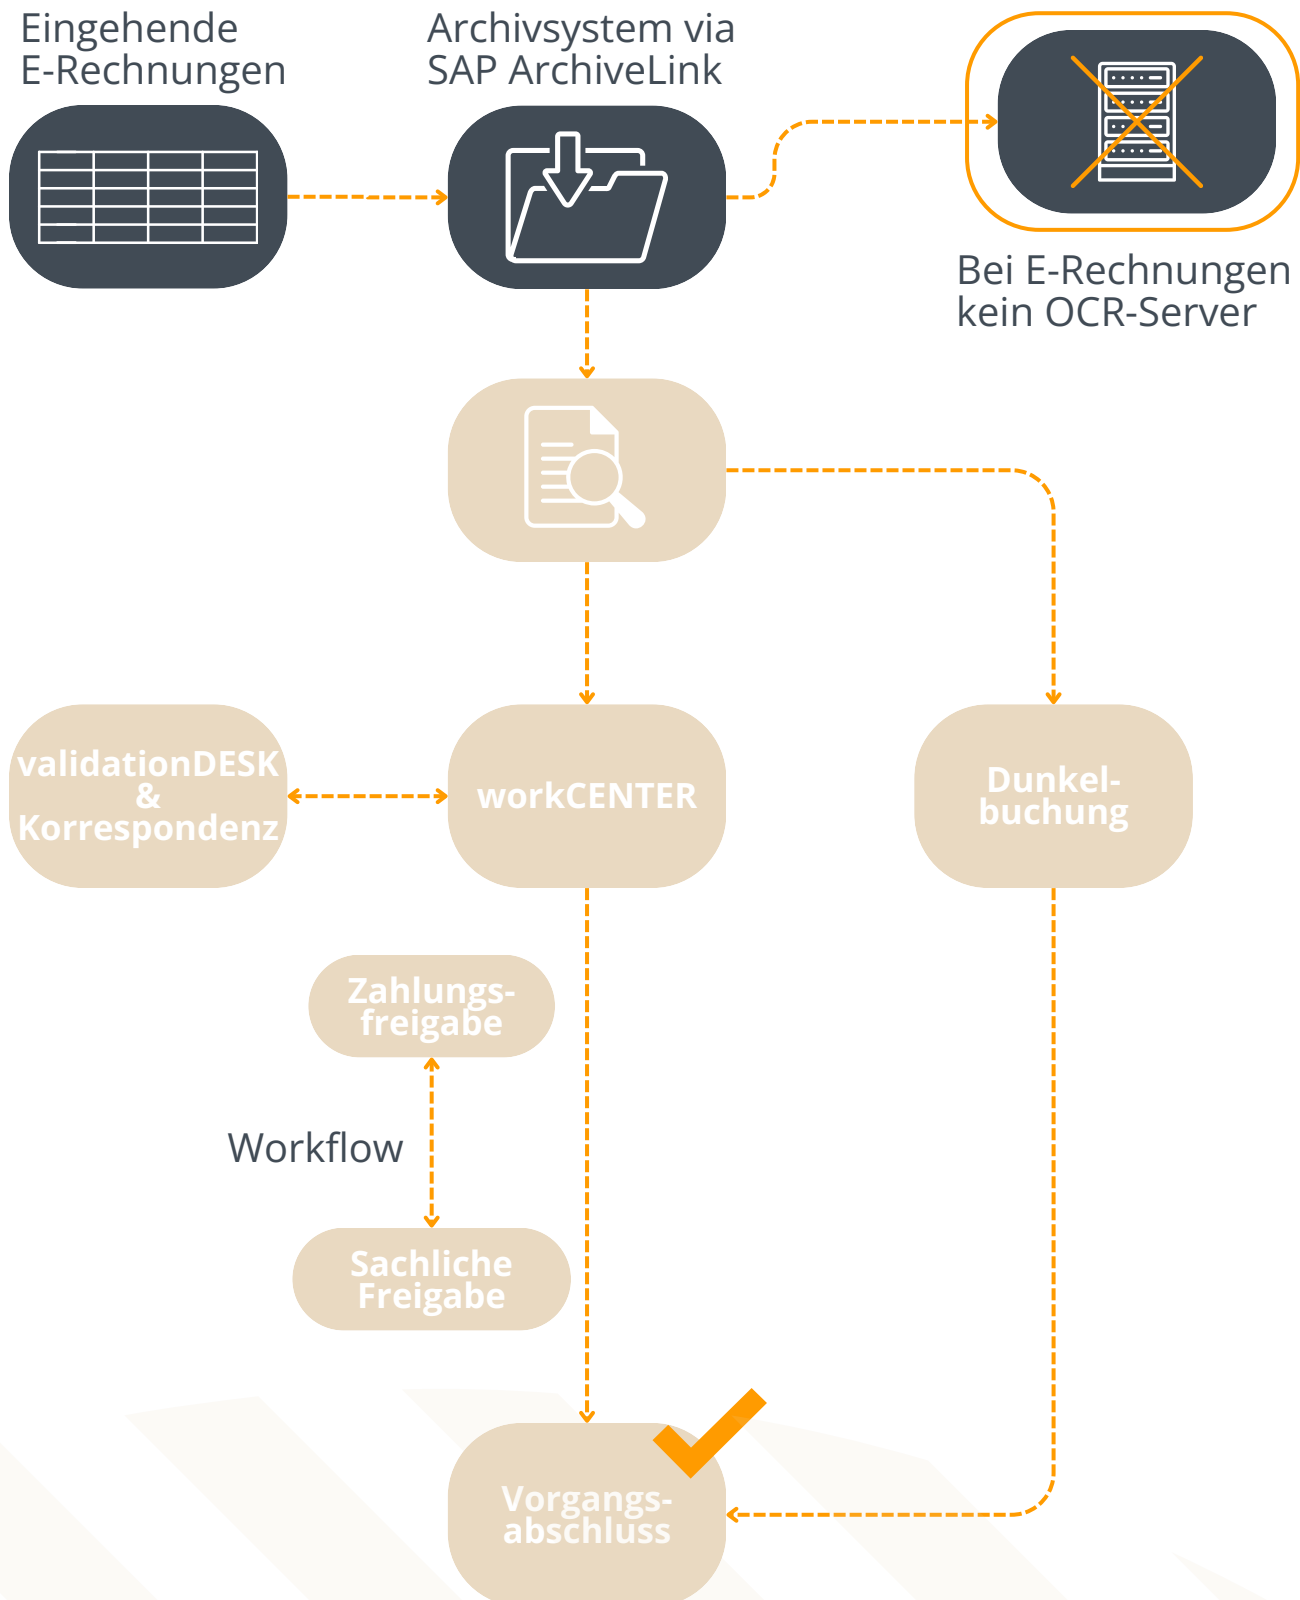 Eingehende
E-Rechnungen
Archivsystem via
SAP ArchiveLink
Bei E-Rechnungen
kein OCR-Server
validationDESK
&
Korrespondenz
workCENTER
Dunkel-
buchung
Zahlungs-
freigabe
Workflow
Sachliche
Freigabe
Vorgangs-
abschluss